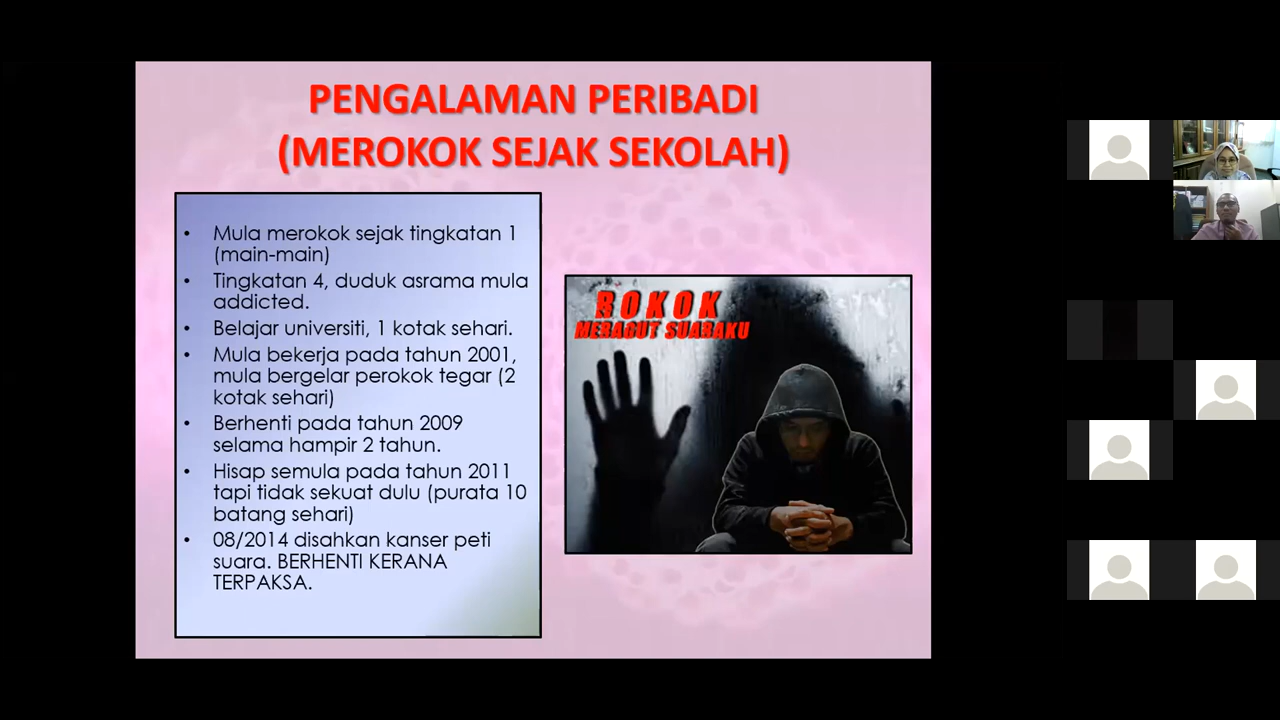 PENGALAMAN PERIBADI
(MEROKOK SEJAK SEKOLAH)
• Mula merokok sejak tingkatan 1
(main-main)
• Tingkatan 4, duduk asrama mula
addicted.
• Belajar universiti, 1 kotak sehari.
• Mula bekerja pada tahun 2001,
mula bergelar perokok tegar (2
kotak sehari)
• Berhenti pada tahun 2009
selama hampir 2 tahun.
• Hisap semula pada tahun 2011
tapi tidak sekuat dulu (purata 10
batang sehari)
• 08/2014 disahkan kanser peti
suara. BERHENTI KERANA
TERPAKSA.
ROKOK
MERAGUT SUARAKU